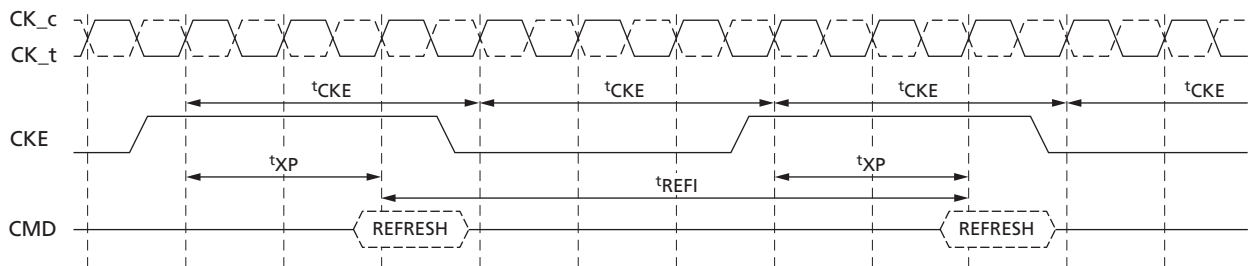 CK_c
CK_t
tCKE tCKE tCKE tCKE
CKE
tXP tXP
tREFI
CMD REFRESH REFRESH